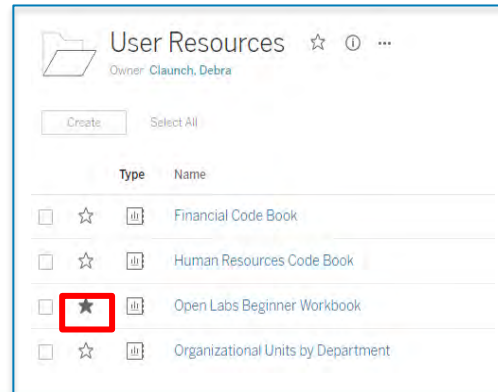 User Resources
Owner Claunch, Debra
Create Select All
Type Name
Financial Code Book
Human Resources Code Book
Open Labs Beginner Workbook
Organizational Units by Department